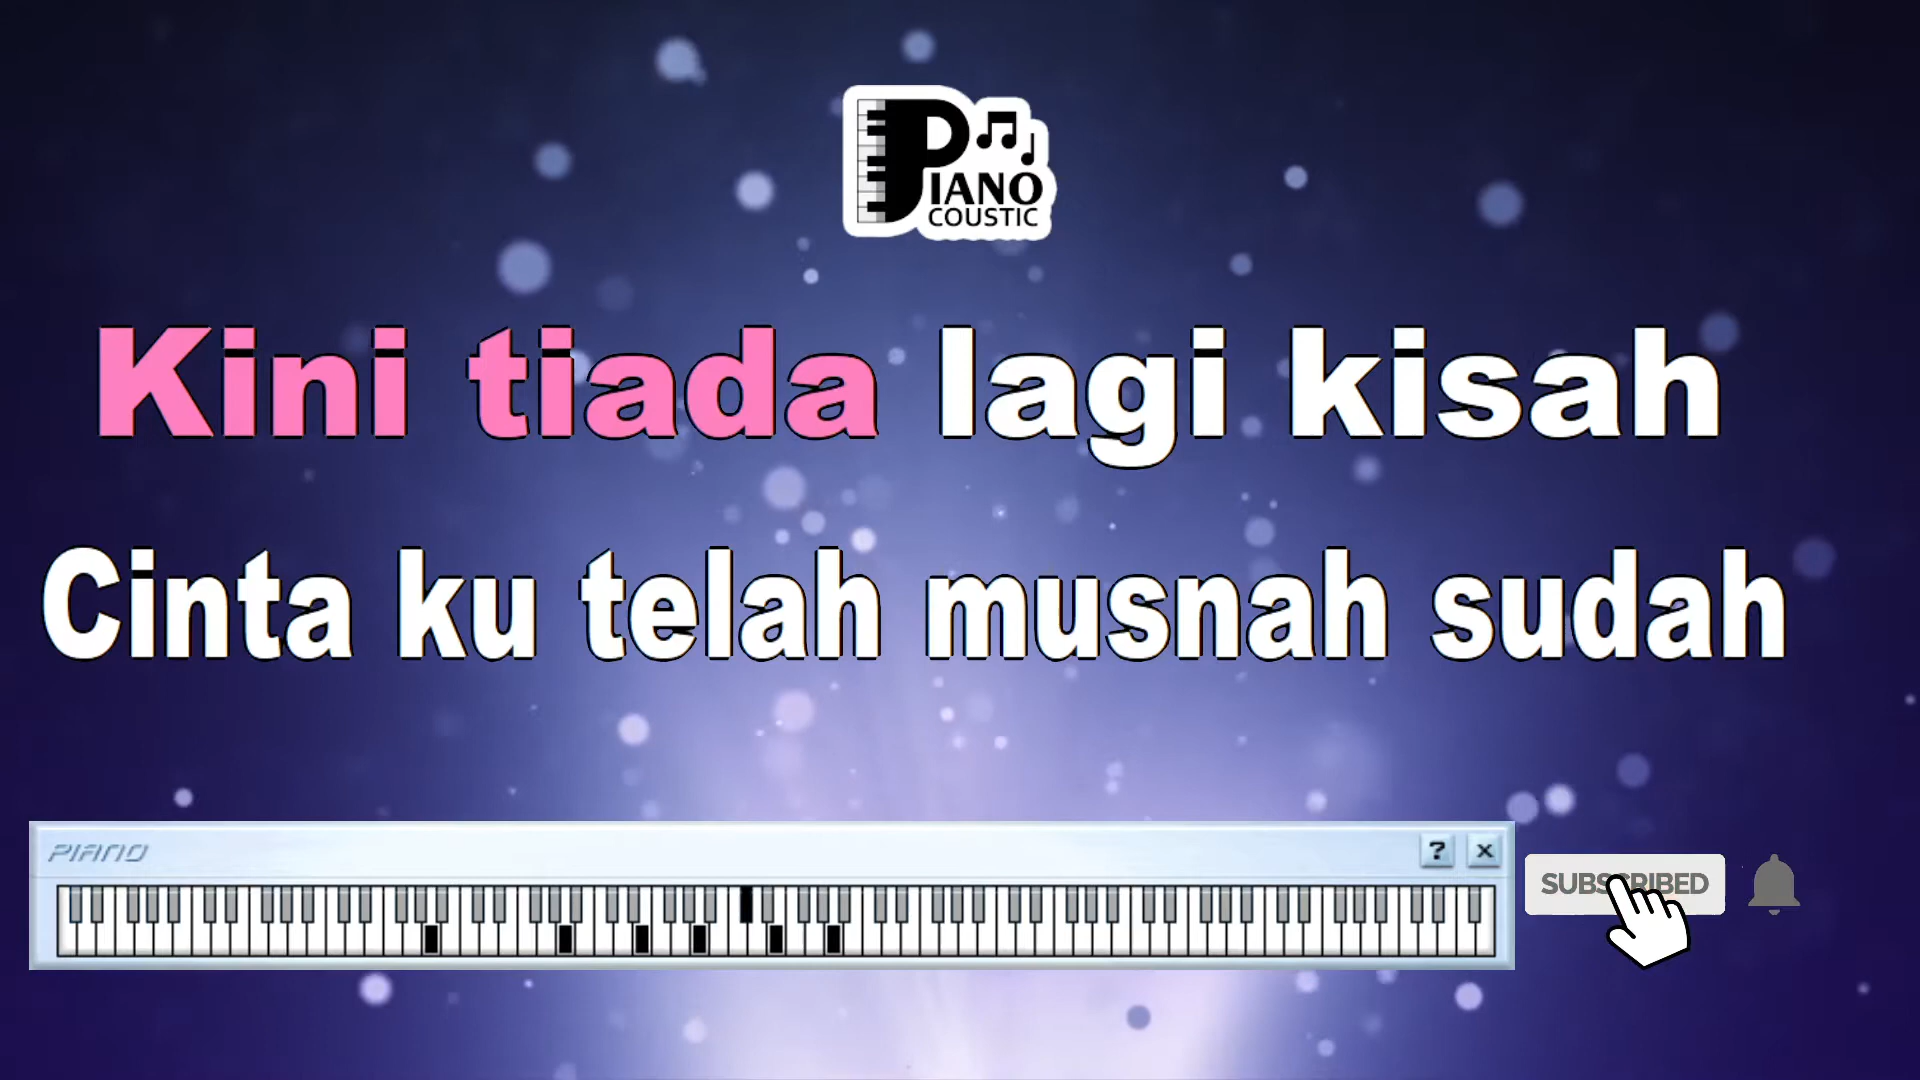 PIANO
COUSTIC
Kini tiada lagi kisah
Cinta ku telah musnah sudah
PIANO
? x
SUBSCRIBED